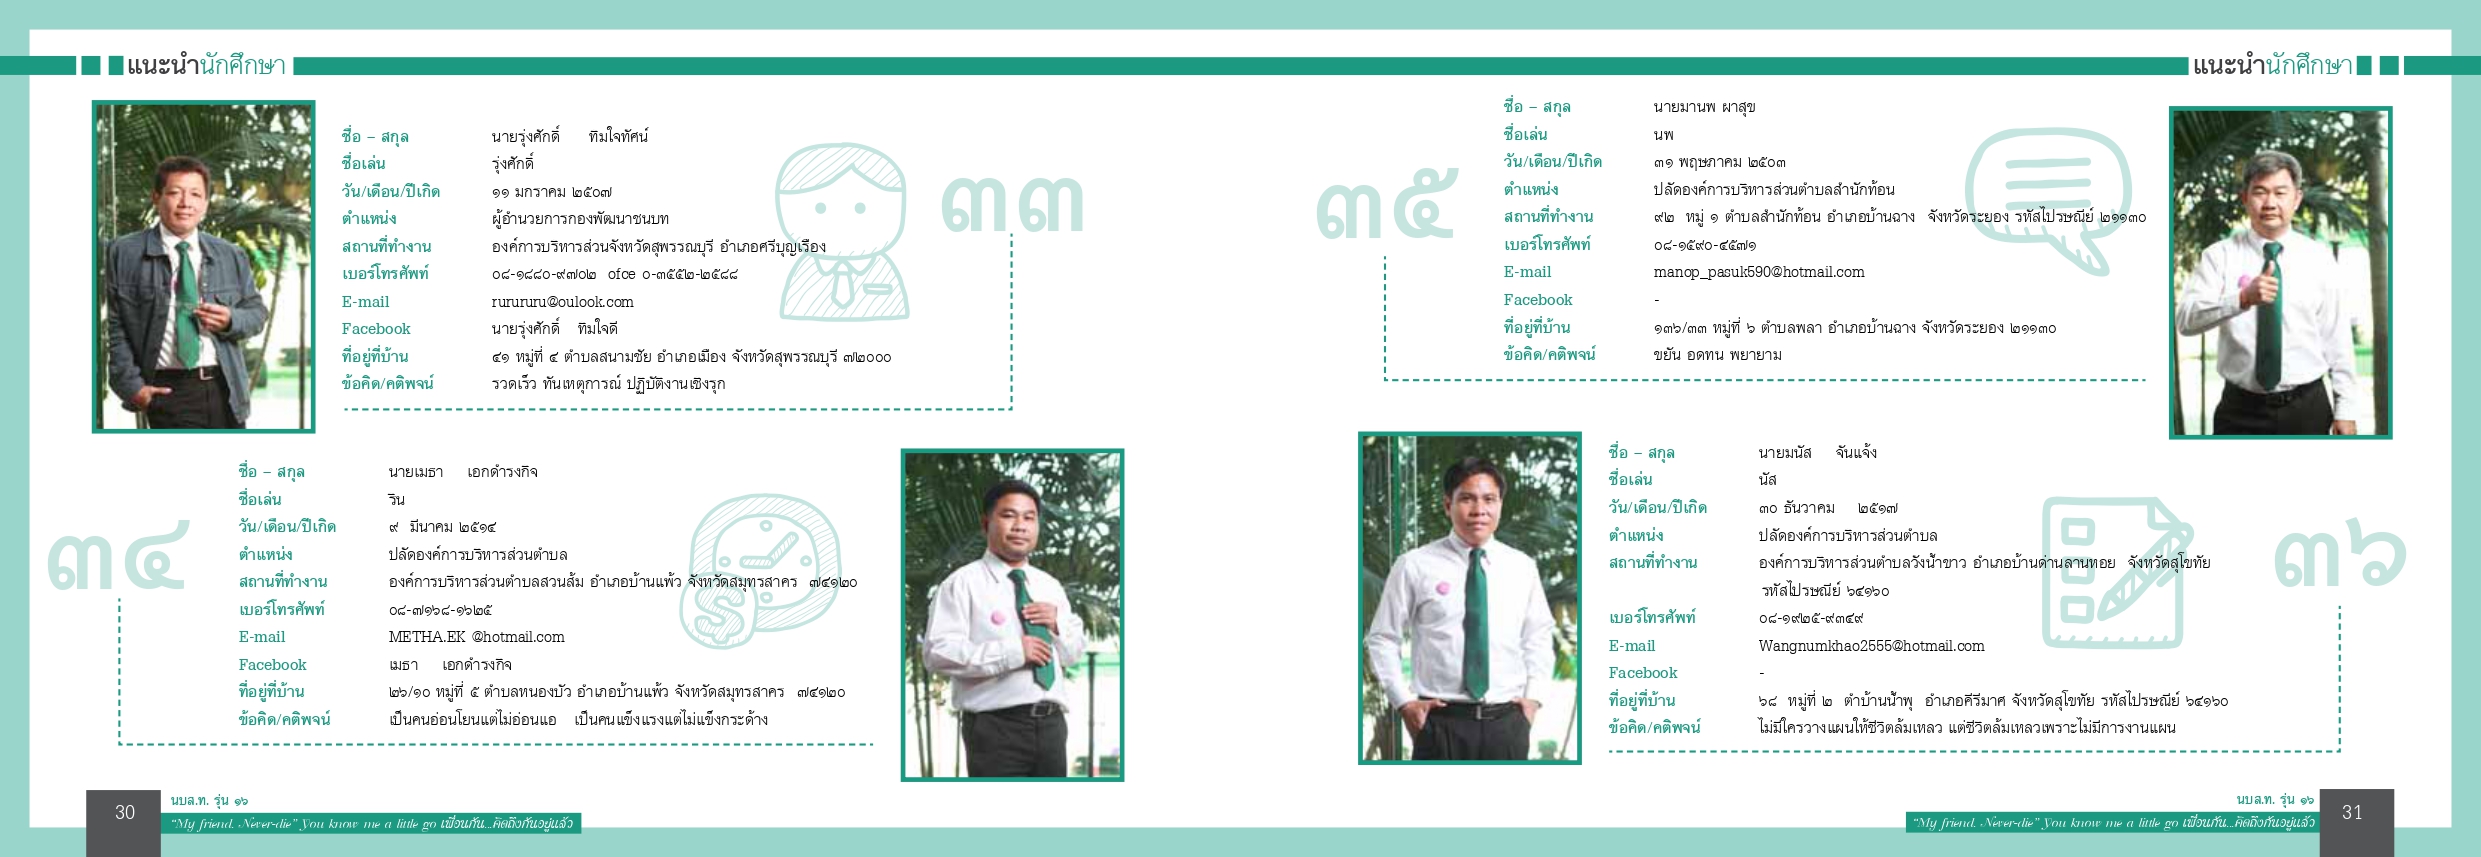 แนะนำนักศึกษา
ชื่อ – สกุล นายรุ่งศักดิ์ ทิมใจทัศน์
ชื่อเล่น รุ่งศักดิ์
วัน/เดือน/ปีเกิด ๑๑ มกราคม ๒๕๐๗
ตำแหน่ง ผู้อำนวยการกองพัฒนาชนบท
สถานที่ทำงาน องค์การบริหารส่วนจังหวัดสุพรรณบุรี อำเภอศรีบุญเรือง
เบอร์โทรศัพท์ ๐๘-๑๘๘๐-๙๗๐๒ ofce ๐-๓๕๕๒-๒๕๘๘
E-mail rurururu@oulook.com
Facebook นายรุ่งศักดิ์ ทิมใจดี
ที่อยู่ที่บ้าน ๔๑ หมู่ที่ ๔ ตำบลสนามชัย อำเภอเมือง จังหวัดสุพรรณบุรี ๗๒๐๐๐
ข้อคิด/คติพจน์ รวดเร็ว ทันเหตุการณ์ ปฏิบัติงานเชิงรุก
๓๓
๓๔
ชื่อ – สกุล นายเมธา เอกดำรงกิจ
ชื่อเล่น ริน
วัน/เดือน/ปีเกิด ๙ มีนาคม ๒๕๑๔
ตำแหน่ง ปลัดองค์การบริหารส่วนตำบล
สถานที่ทำงาน องค์การบริหารส่วนตำบลสวนส้ม อำเภอบ้านแพ้ว จังหวัดสมุทรสาคร ๗๔๑๒๐
เบอร์โทรศัพท์ ๐๘-๗๑๖๘-๑๖๒๕
E-mail METHA.EK @hotmail.com
Facebook เมธา เอกดำรงกิจ
ที่อยู่ที่บ้าน ๒๖/๑๐ หมู่ที่ ๕ ตำบลหนองบัว อำเภอบ้านแพ้ว จังหวัดสมุทรสาคร ๗๔๑๒๐
ข้อคิด/คติพจน์ เป็นคนอ่อนโยนแต่ไม่อ่อนแอ เป็นคนแข็งแรงแต่ไม่แข็งกระด้าง
30
นบส.ท. รุ่น ๑๖
“My friend. Never-die” You know me a little go เพื่อนกัน...คิดถึงกันอยู่แล้ว
แนะนำนักศึกษา
๓๕
ชื่อ – สกุล นายมานพ ผาสุข
ชื่อเล่น นพ
วัน/เดือน/ปีเกิด ๓๑ พฤษภาคม ๒๕๐๓
ตำแหน่ง ปลัดองค์การบริหารส่วนตำบลสำนักท้อน
สถานที่ทำงาน ๙๒ หมู่ ๑ ตำบลสำนักท้อน อำเภอบ้านฉาง จังหวัดระยอง รหัสไปรษณีย์ ๒๑๑๓๐
เบอร์โทรศัพท์ ๐๘-๑๕๙๐-๔๕๗๑
E-mail manop_pasuk590@hotmail.com
Facebook -
ที่อยู่ที่บ้าน ๑๓๖/๓๓ หมู่ที่ ๖ ตำบลพลา อำเภอบ้านฉาง จังหวัดระยอง ๒๑๑๓๐
ข้อคิด/คติพจน์ ขยัน อดทน พยายาม
ชื่อ – สกุล นายมนัส จันแจ้ง
ชื่อเล่น นัส
วัน/เดือน/ปีเกิด ๓๐ ธันวาคม ๒๕๑๗
ตำแหน่ง ปลัดองค์การบริหารส่วนตำบล
สถานที่ทำงาน องค์การบริหารส่วนตำบลวังน้ำขาว อำเภอบ้านด่านลานหอย จังหวัดสุโขทัย
รหัสไปรษณีย์ ๖๔๑๖๐
เบอร์โทรศัพท์ ๐๘-๑๙๒๕-๙๓๔๙
E-mail Wangnumkhao2555@hotmail.com
Facebook -
ที่อยู่ที่บ้าน ๖๘ หมู่ที่ ๒ ตำบ้านน้ำพุ อำเภอคีรีมาศ จังหวัดสุโขทัย รหัสไปรษณีย์ ๖๔๑๖๐
ข้อคิด/คติพจน์ ไม่มีใครวางแผนให้ชีวิตล้มเหลว แต่ชีวิตล้มเหลวเพราะไม่มีการงานแผน
๓๖
นบส.ท. รุ่น ๑๖
“My friend. Never-die” You know me a little go เพื่อนกัน...คิดถึงกันอยู่แล้ว
31